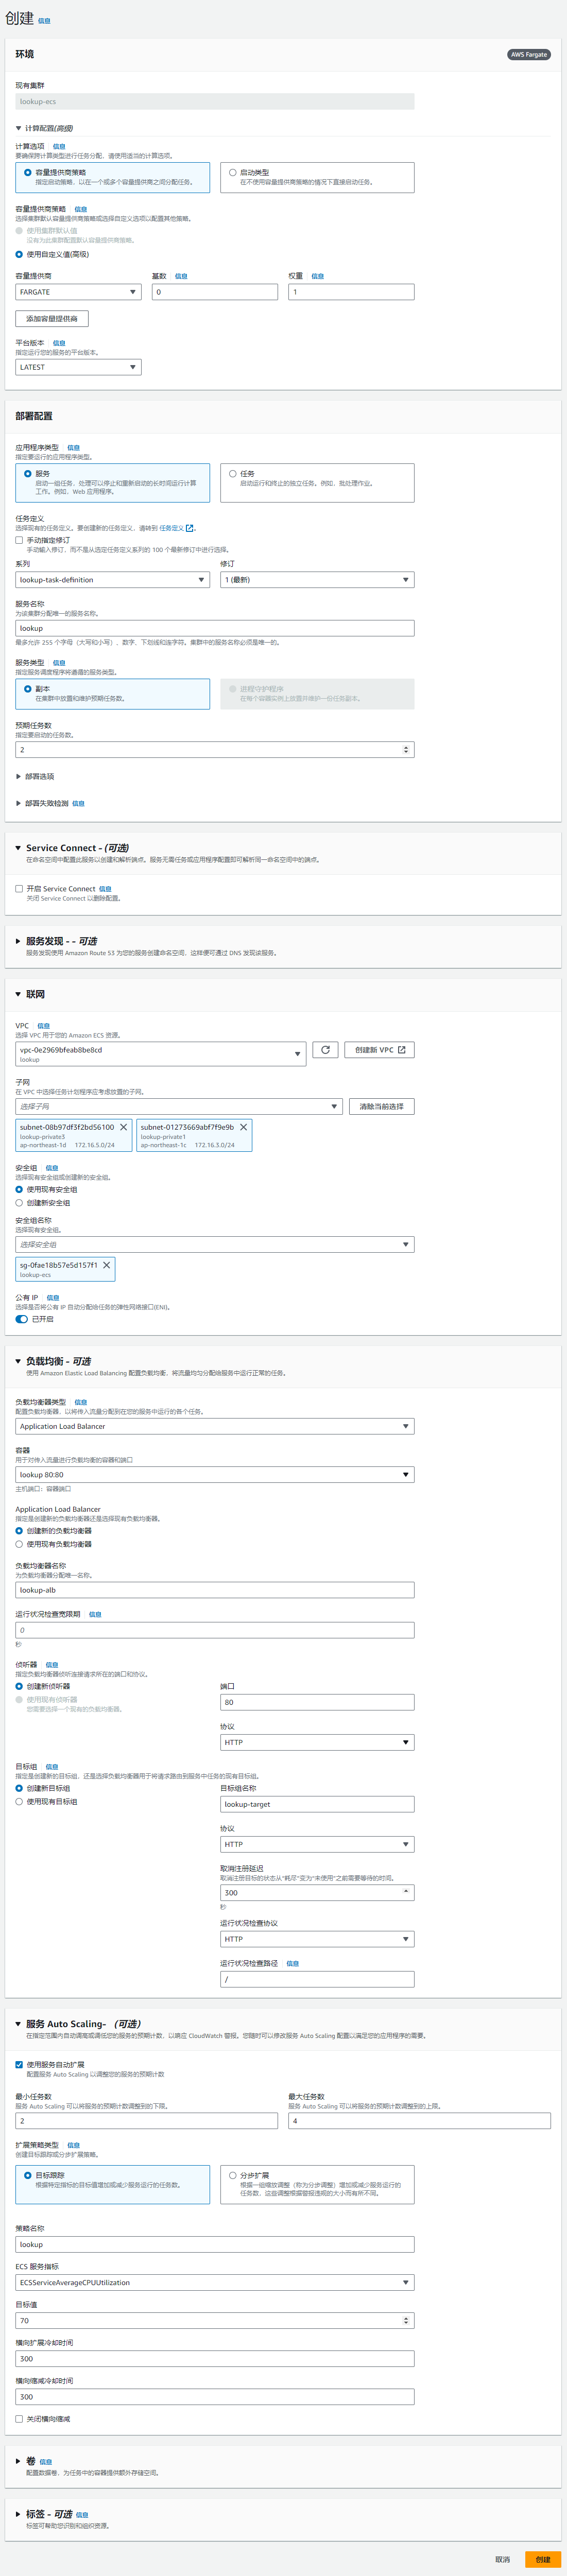 创建 信息
环境
AWS Fargate
现有集群
lookup-ecs
计算配置(高级)
计算选项 信息
要确保跨计算类型进行任务分配，请使用适当的计算选项。
容量提供商策略
指定启动策略，以在一个或多个容量提供商之间分配任务。
启动类型
在不使用容量提供商策略的情况下直接启动任务。
容量提供商策略 信息
选择集群默认容量提供商策略或选择自定义选项以配置其他策略。
使用集群默认值
没有为此集群配置默认容量提供商策略。
使用自定义值(高级)
容量提供商
基数 信息
权重 信息
FARGATE
0
1
添加容量提供商
平台版本 信息
指定运行您的服务的平台版本。
LATEST
部署配置
应用程序类型 信息
指定要运行的应用程序类型。
服务
启动一组任务，处理可以停止和重新启动的长时间运行计算
工作。例如，Web 应用程序。
任务
启动运行和终止的独立任务。例如，批处理作业。
任务定义
选择现有的任务定义。要创建新的任务定义，请转到 任务定义。
手动指定修订
手动输入修订，而不是从选定任务定义系列的 100 个最新修订中进行选择。
系列
修订
lookup-task-definition
1 (最新)
服务名称
为该集群分配唯一的服务名称。
lookup
最多允许 255 个字母（大写和小写）、数字、下划线和连字符。集群中的服务名称必须是唯一的。
服务类型 信息
指定服务调度程序将遵循的服务类型。
副本
在集群中放置和维护预期任务数。
进程守护程序
在每个容器实例上放置并维护一份任务副本。
预期任务数
指定要启动的任务数。
2
部署选项
部署失败检测 信息
Service Connect - (可选)
在命名空间中配置此服务以创建和解析端点。服务无需任务或应用程序配置即可解析同一命名空间中的端点。
开启 Service Connect 信息
关闭 Service Connect 以删除配置。
服务发现 - - 可选
服务发现使用 Amazon Route 53 为您的服务创建命名空间，这样便可通过 DNS 发现该服务。
联网
VPC 信息
选择 VPC 用于您的 Amazon ECS 资源。
vpc-0e2969bfeab8be8cd
lookup
创建新 VPC
子网
在 VPC 中选择任务计划程序应考虑放置的子网。
选择子网
清除当前选择
subnet-08b97df3f2bd56100
lookup-private3
ap-northeast-1d 172.16.5.0/24
subnet-01273669abf7f9e9b
lookup-private1
ap-northeast-1c 172.16.3.0/24
安全组 信息
选择现有安全组或创建新的安全组。
使用现有安全组
创建新安全组
安全组名称
选择现有安全组。
选择安全组
sg-0fae18b57e5d157f1
lookup-ecs
公有 IP 信息
选择是否将公有 IP 自动分配给任务的弹性网络接口(ENI)。
已开启
负载均衡 - 可选
使用 Amazon Elastic Load Balancing 配置负载均衡，将流量均匀分配给服务中运行正常的任务。
负载均衡器类型 信息
配置负载均衡器，以将传入流量分配到在您的服务中运行的各个任务。
Application Load Balancer
容器
用于对传入流量进行负载均衡的容器和端口
lookup 80:80
主机端口：容器端口
Application Load Balancer
指定是创建新的负载均衡器还是选择现有负载均衡器。
创建新的负载均衡器
使用现有负载均衡器
负载均衡器名称
为负载均衡器分配唯一名称。
lookup-alb
运行状况检查宽限期 信息
0
秒
侦听器 信息
指定负载均衡器侦听连接请求所在的端口和协议。
创建新侦听器
使用现有侦听器
您需要选择一个现有的负载均衡器。
端口
80
协议
HTTP
目标组 信息
指定是创建新的目标组，还是选择负载均衡器用于将请求路由到服务中任务的现有目标组。
创建新目标组
使用现有目标组
目标组名称
lookup-target
协议
HTTP
取消注册延迟
取消注册目标的状态从“耗尽”变为“未使用”之前需要等待的时间。
300
秒
运行状况检查协议
HTTP
运行状况检查路径 信息
/
服务 Auto Scaling- （可选）
在指定范围内自动调高或调低您的服务的预期计数，以响应 CloudWatch 警报。您随时可以修改服务 Auto Scaling 配置以满足您的应用程序的需要。
使用服务自动扩展
配置服务 Auto Scaling 以调整您的服务的预期计数
最小任务数
服务 Auto Scaling 可以将服务的预期计数调整到的下限。
2
最大任务数
服务 Auto Scaling 可以将服务的预期计数调整到的上限。
4
扩展策略类型 信息
创建目标跟踪或分步扩展策略。
目标跟踪
根据特定指标的目标值增加或减少服务运行的任务数。
分步扩展
根据一组缩放调整（称为分步调整）增加或减少服务运行的
任务数，这些调整根据警报违规的大小而有所不同。
策略名称
lookup
ECS 服务指标
ECSServiceAverageCPUUtilization
目标值
70
横向扩展冷却时间
300
横向缩减冷却时间
300
关闭横向缩减
卷 信息
配置数据卷，为任务中的容器提供额外存储空间。
标签 - 可选 信息
标签可帮助您识别和组织资源。
取消
创建